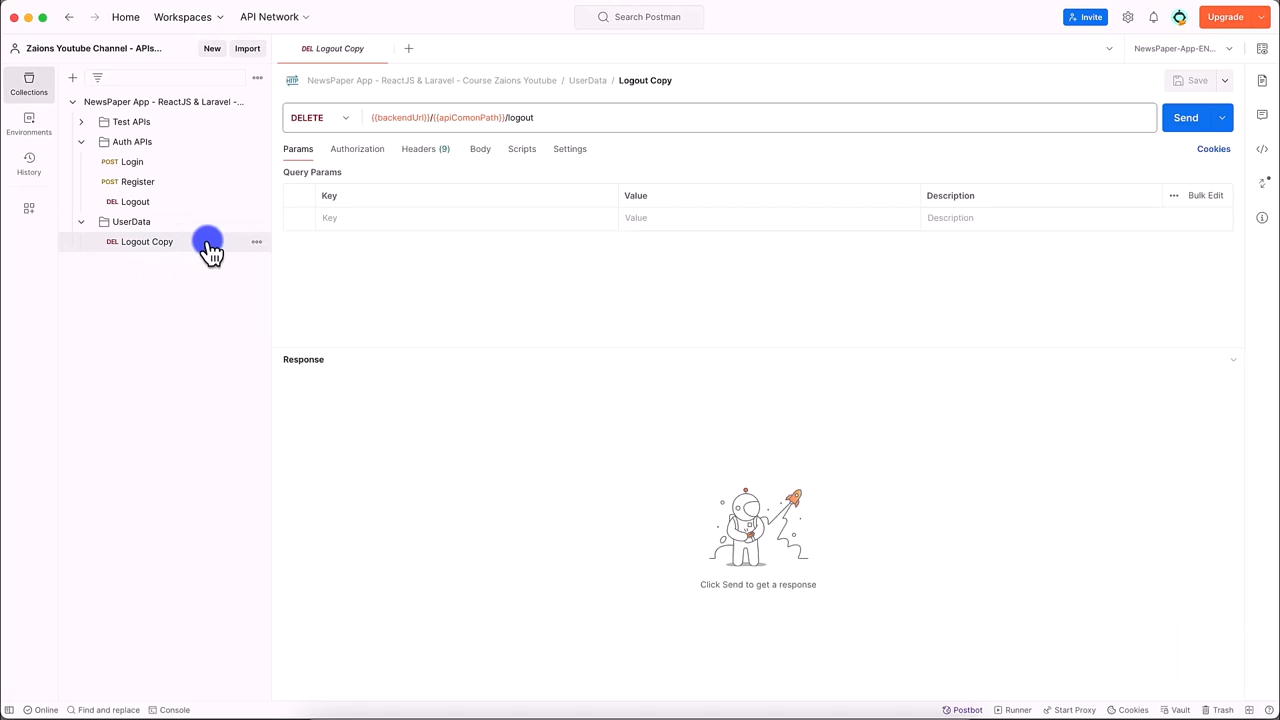 Home
Workspaces
API Network
Search Postman
Invite
Upgrade
Zaions Youtube Channel - APIs...
New
Import
DEL Logout Copy
NewsPaper-App-EN...
Collections
Environments
History
NewsPaper App - ReactJS & Laravel -...
Test APIs
Auth APIs
POST Login
POST Register
DEL Logout
UserData
DEL Logout Copy
HTTP NewsPaper App - ReactJS & Laravel - Course Zaions Youtube / UserData / Logout Copy
Save
DELETE {{backendUrl}}/{{apiComonPath}}/logout
Send
Params Authorization Headers (9) Body Scripts Settings
Cookies
Query Params
Key Value Description Bulk Edit
Key Value Description
Response
Click Send to get a response
Online Find and replace Console
Postbot Runner Start Proxy Cookies Vault Trash